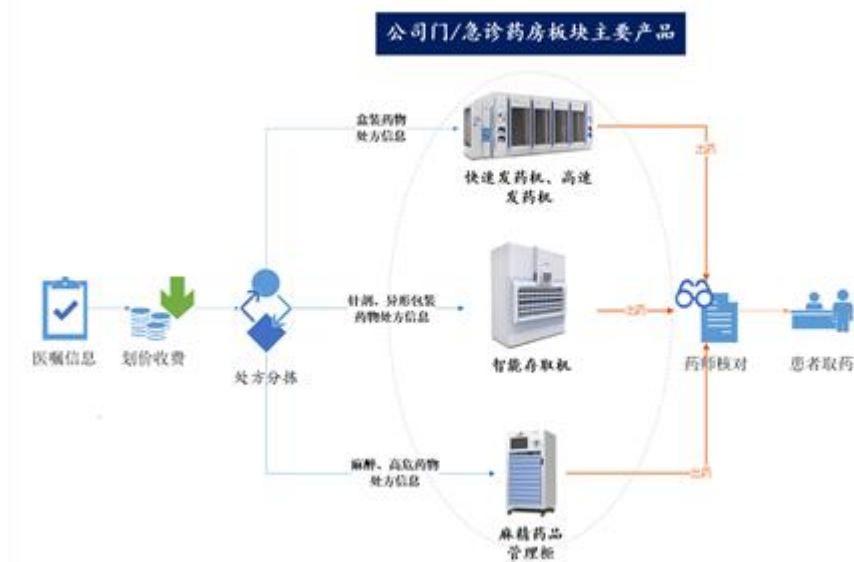 公司门/急诊药房板块主要产品
盒装药物
处方信息
出药
快速发药机、高速
发药机
医嘱信息
划价收费
处方分拣
针剂、异形包装
药物处方信息
出药
智能存取机
药师核对
患者取药
麻醉、高危药物
处方信息
出药
麻精药品
管理柜